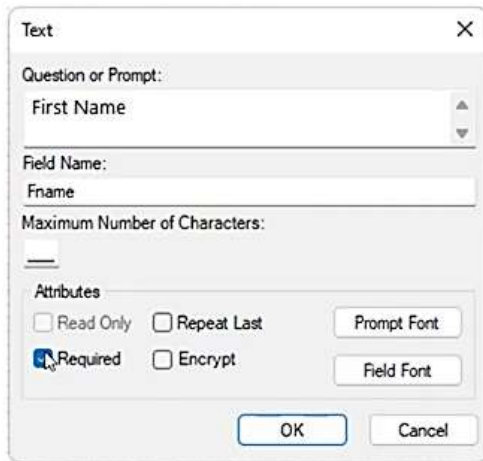 Text
Question or Prompt:
First Name
Field Name:
Fname
Maximum Number of Characters:
Attributes
Read Only Repeat Last Prompt Font
Required Encrypt Field Font
OK Cancel